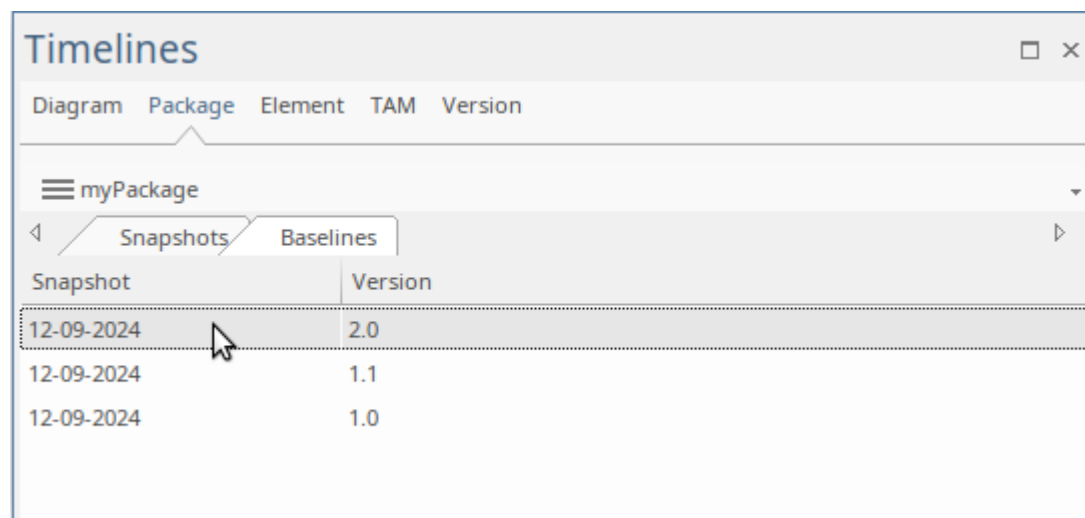 Timelines
Diagram Package Element TAM Version
myPackage
Snapshots Baselines
Snapshot Version
12-09-2024 2.0
12-09-2024 1.1
12-09-2024 1.0